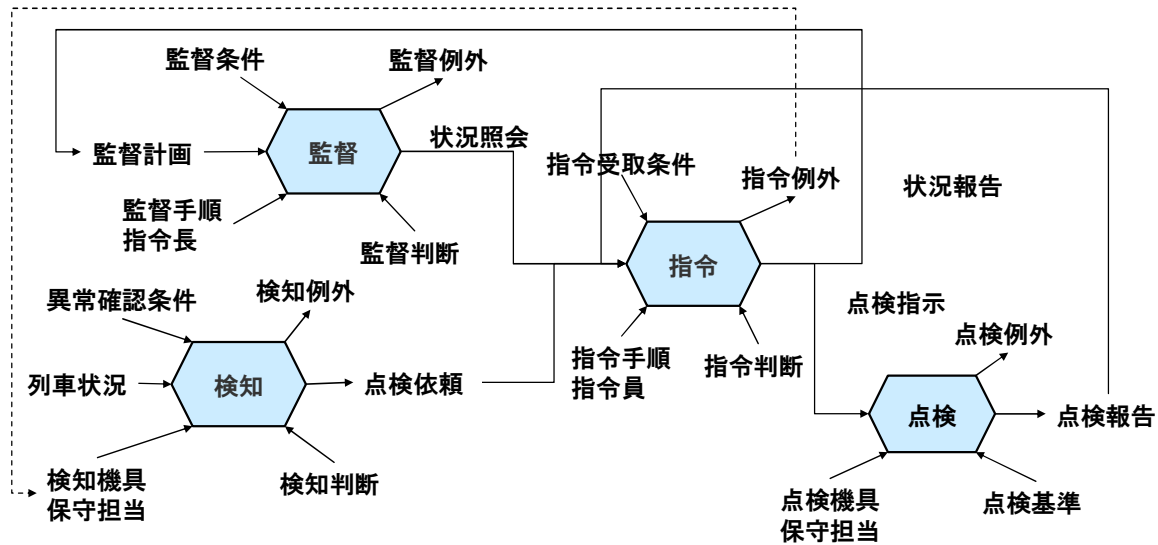 監督条件
監督例外
監督計画
監督
状況照会
監督手順
指令長
監督判断
指令受取条件
指令例外
状況報告
指令
異常確認条件
検知例外
列車状況
検知
点検依頼
検知機具
保守担当
検知判断
指令手順
指令員
指令判断
点検指示
点検例外
点検
点検報告
点検機具
保守担当
点検基準